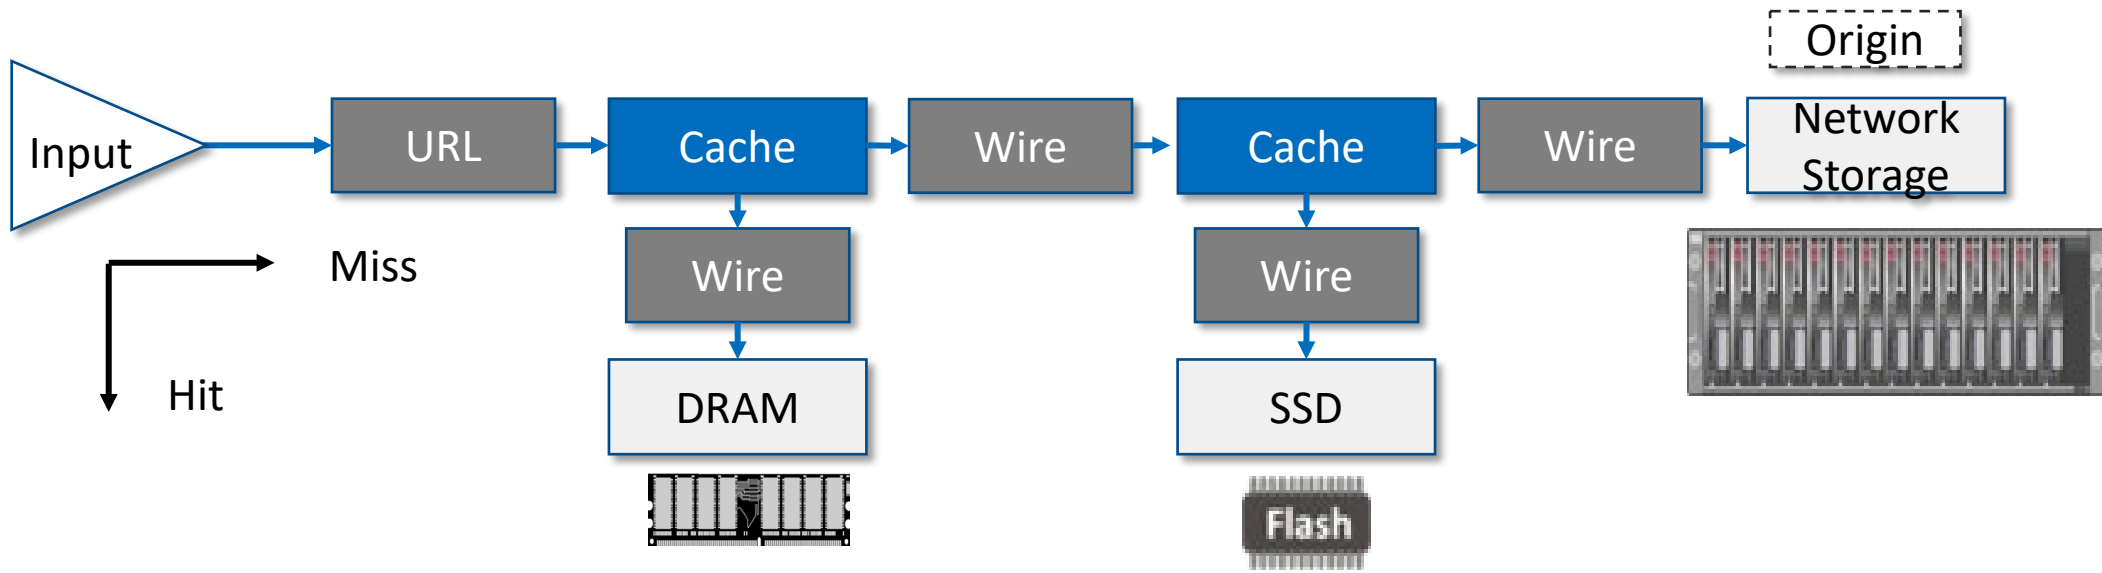 Origin
Input
URL
Cache
Wire
Cache
Wire
Network
Storage
Miss
Wire
Wire
Hit
DRAM
SSD
Flash